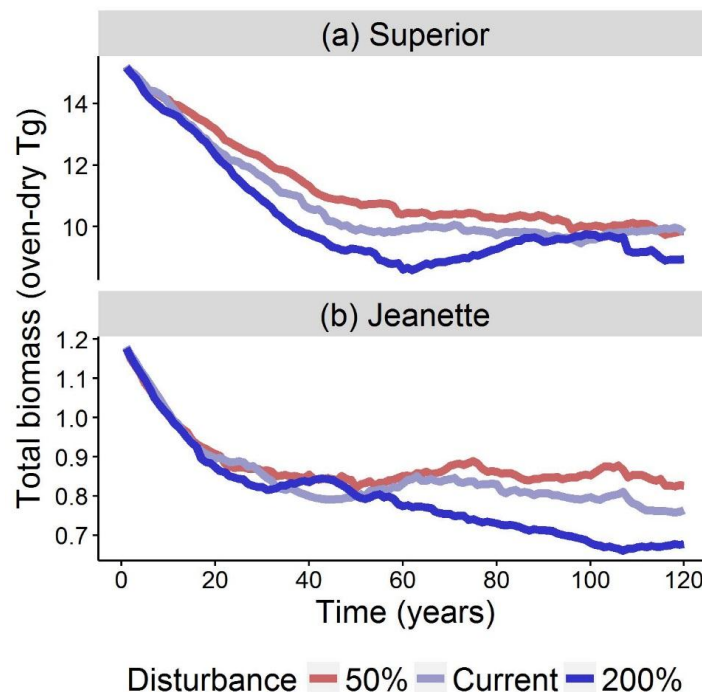 (a) Superior
14
12
10
(b) Jeanette
1.2
1.1
1.0
0.9
0.8
0.7
Total biomass (oven-dry Tg)
0 20 40 60 80 100 120
Time (years)
Disturbance 50% Current 200%